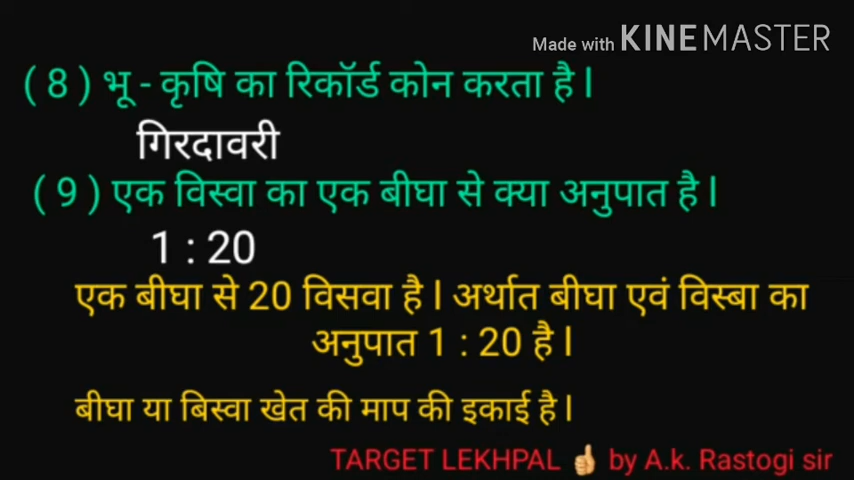 Made with KINEMASTER
( 8 ) भू - कृषि का रिकॉर्ड कोन करता है l
गिरदावरी
( 9 ) एक विस्वा का एक बीघा से क्या अनुपात है l
1 : 20
एक बीघा से 20 विसवा है l अर्थात बीघा एवं विस्बा का
अनुपात 1 : 20 है l
बीघा या बिस्वा खेत की माप की इकाई है l
TARGET LEKHPAL 👍 by A.k. Rastogi sir